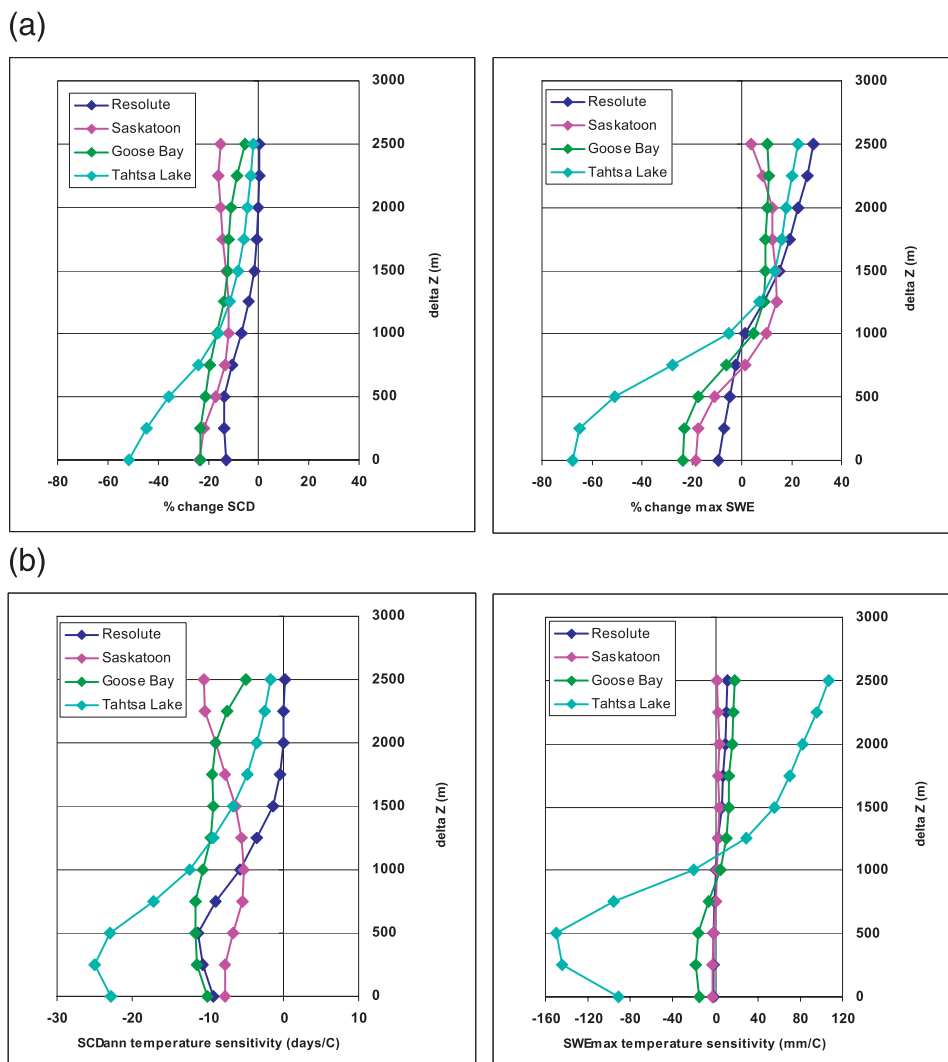 (a)
3000
2500
2000
1500
1000
500
0
delta Z (m)
Resolute
Saskatoon
Goose Bay
Tahtsa Lake
-80 -60 -40 -20 0 20 40
% change SCD
3000
2500
2000
1500
1000
500
0
delta Z (m)
Resolute
Saskatoon
Goose Bay
Tahtsa Lake
-80 -60 -40 -20 0 20 40
% change max SWE
(b)
3000
2500
2000
1500
1000
500
0
delta Z (m)
Resolute
Saskatoon
Goose Bay
Tahtsa Lake
-30 -20 -10 0 10
SCDann temperature sensitivity (days/C)
3000
2500
2000
1500
1000
500
0
delta Z (m)
Resolute
Saskatoon
Goose Bay
Tahtsa Lake
-160 -120 -80 -40 0 40 80 120
SWEmax temperature sensitivity (mm/C)